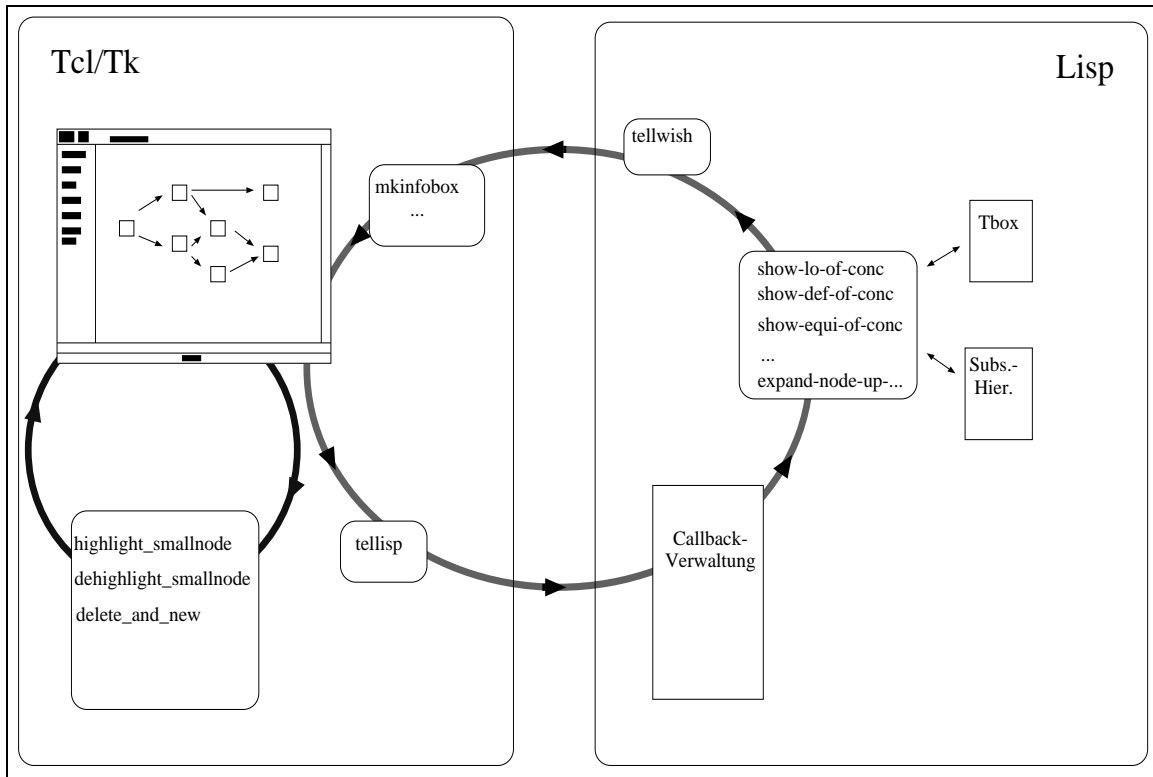 Tcl/Tk
mkinfobox
...
highlight_smallnode
dehighlight_smallnode
delete_and_new
tellisp
Lisp
tellwish
show-lo-of-conc
show-def-of-conc
show-equi-of-conc
...
expand-node-up-...
Tbox
Subs.-
Hier.
Callback-
Verwaltung